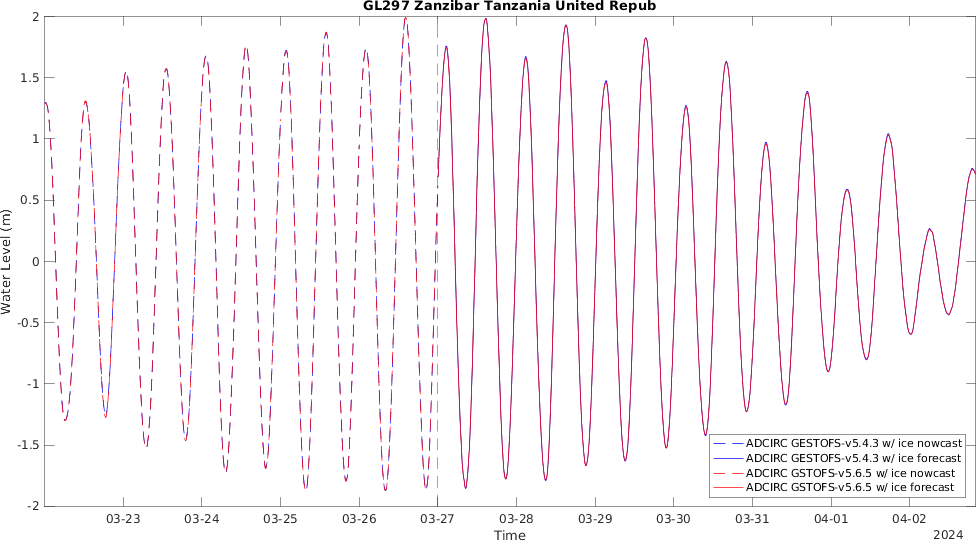 GL297 Zanzibar Tanzania United Repub
2
1.5
1
0.5
0
-0.5
-1
-1.5
-2
Water Level (m)
ADCIRC GESTOFS-v5.4.3 w/ ice nowcast
ADCIRC GESTOFS-v5.4.3 w/ ice forecast
ADCIRC GSTOFS-v5.6.5 w/ ice nowcast
ADCIRC GSTOFS-v5.6.5 w/ ice forecast
03-23 03-24 03-25 03-26 03-27 03-28 03-29 03-30 03-31 04-01 04-02
Time
2024